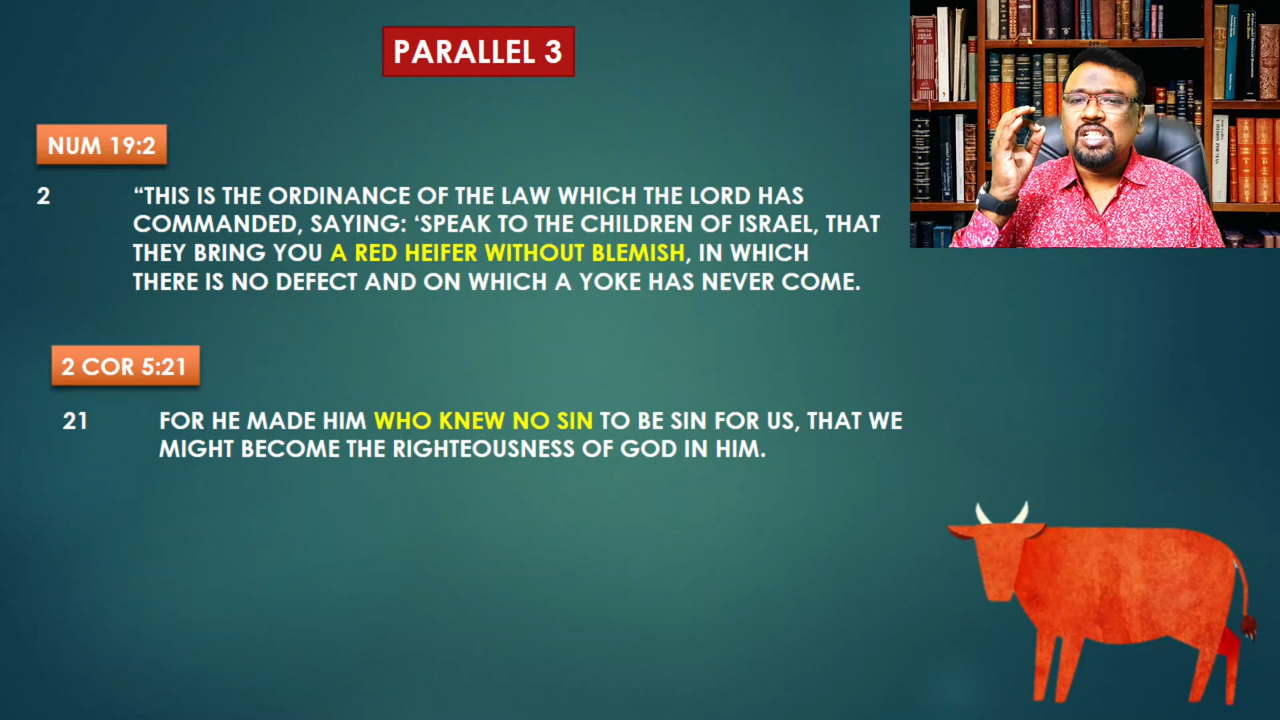 PARALLEL 3
NUM 19:2
2 “THIS IS THE ORDINANCE OF THE LAW WHICH THE LORD HAS
COMMANDED, SAYING: ‘SPEAK TO THE CHILDREN OF ISRAEL, THAT
THEY BRING YOU A RED HEIFER WITHOUT BLEMISH, IN WHICH
THERE IS NO DEFECT AND ON WHICH A YOKE HAS NEVER COME.
2 COR 5:21
21 FOR HE MADE HIM WHO KNEW NO SIN TO BE SIN FOR US, THAT WE
MIGHT BECOME THE RIGHTEOUSNESS OF GOD IN HIM.